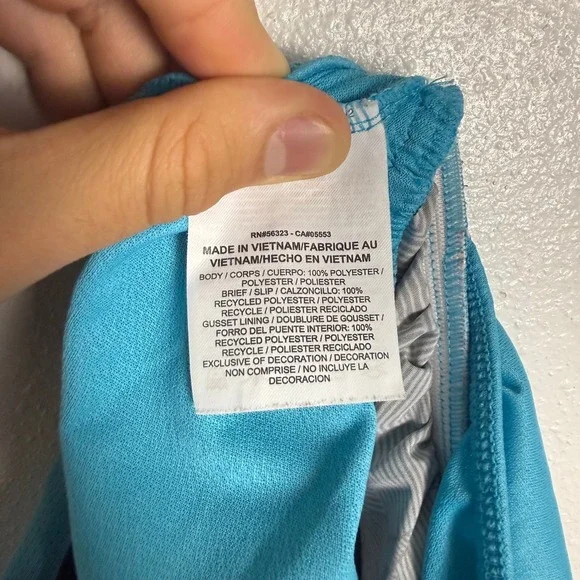 RN#56323 - CA#05553
MADE IN VIETNAM/FABRIQUE AU
VIETNAM/HECHO EN VIETNAM
BODY / CORPS / CUERPO: 100% POLYESTER /
POLYESTER / POLIESTER
BRIEF / SLIP / CALZONCILLO: 100%
RECYCLED POLYESTER / POLYESTER
RECYCLE / POLIESTER RECICLADO
GUSSET LINING / DOUBLURE DE GOUSSET /
FORRO DEL PUENTE INTERIOR: 100%
RECYCLED POLYESTER / POLYESTER
RECYCLE / POLIESTER RECICLADO
EXCLUSIVE OF DECORATION / DECORATION
NON COMPRISE / NO INCLUYE LA
DECORACION